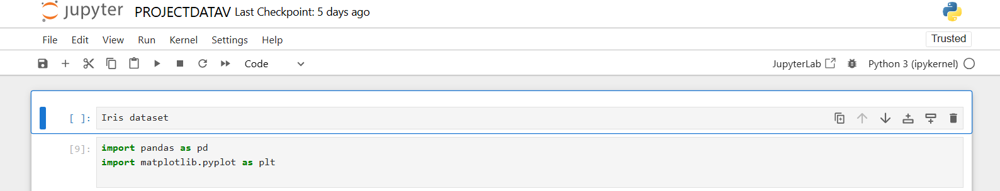 jupyter PROJECTDATAV Last Checkpoint: 5 days ago
File Edit View Run Kernel Settings Help
Trusted
Code
JupyterLab Python 3 (ipykernel)
[ ]: Iris dataset
[9]: import pandas as pd
import matplotlib.pyplot as plt